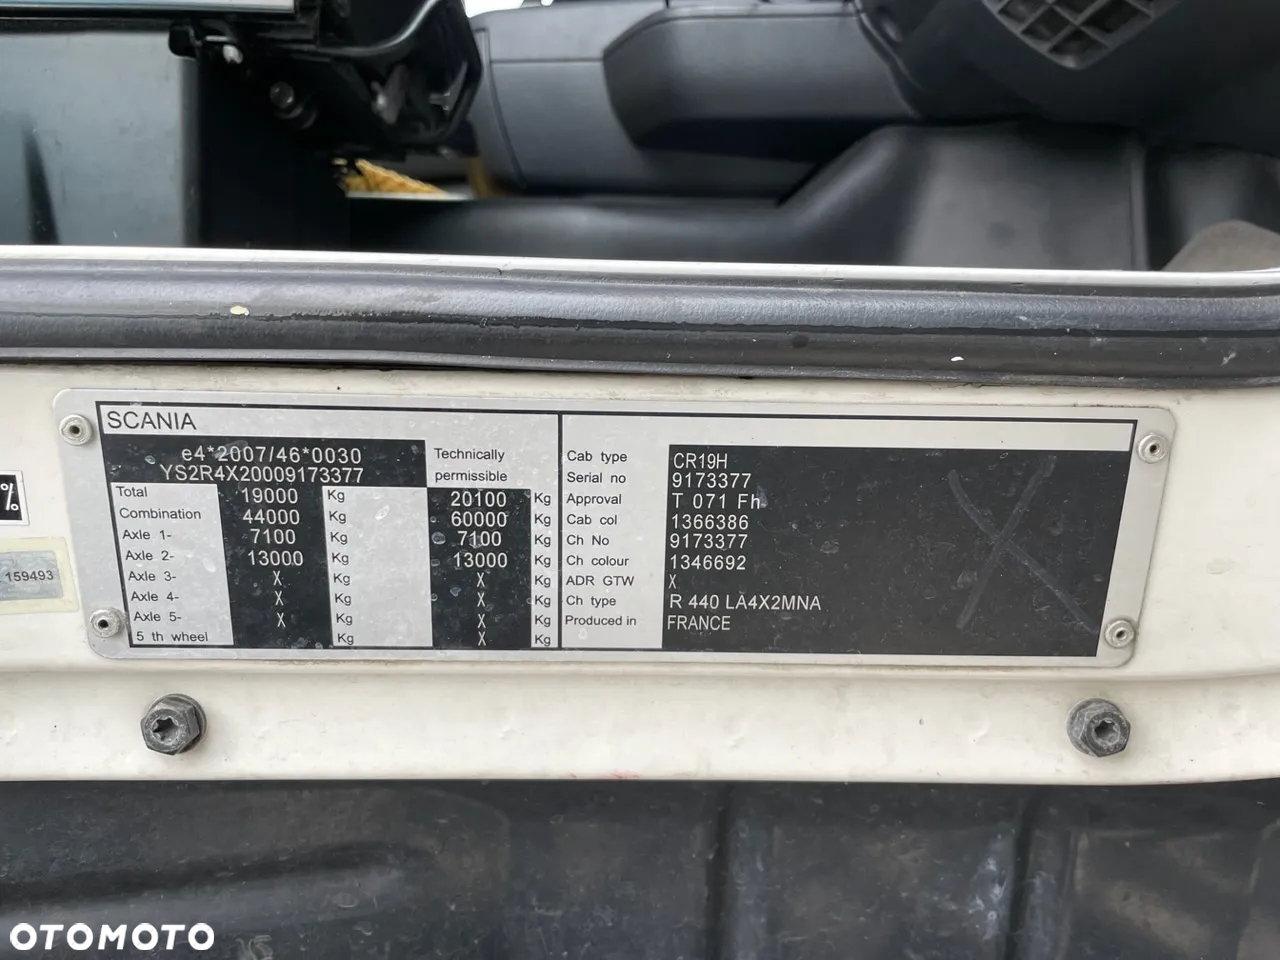 SCANIA
e4*2007/46*0030
YS2R4X20009173377
Technically
permissible
Total 19000 Kg 20100 Kg
Combination 44000 Kg 60000 Kg
Axle 1- 7100 Kg 7100 Kg
Axle 2- 13000 Kg 13000 Kg
Axle 3- X Kg X Kg
Axle 4- X Kg X Kg
Axle 5- X Kg X Kg
5 th wheel Kg X Kg
Cab type CR19H
Serial no 9173377
Approval T 071 Fh
Cab col 1366386
Ch No 9173377
Ch colour 1346692
ADR GTW X
Ch type R 440 LA4X2MNA
Produced in FRANCE
%
159493
OTOMOTO